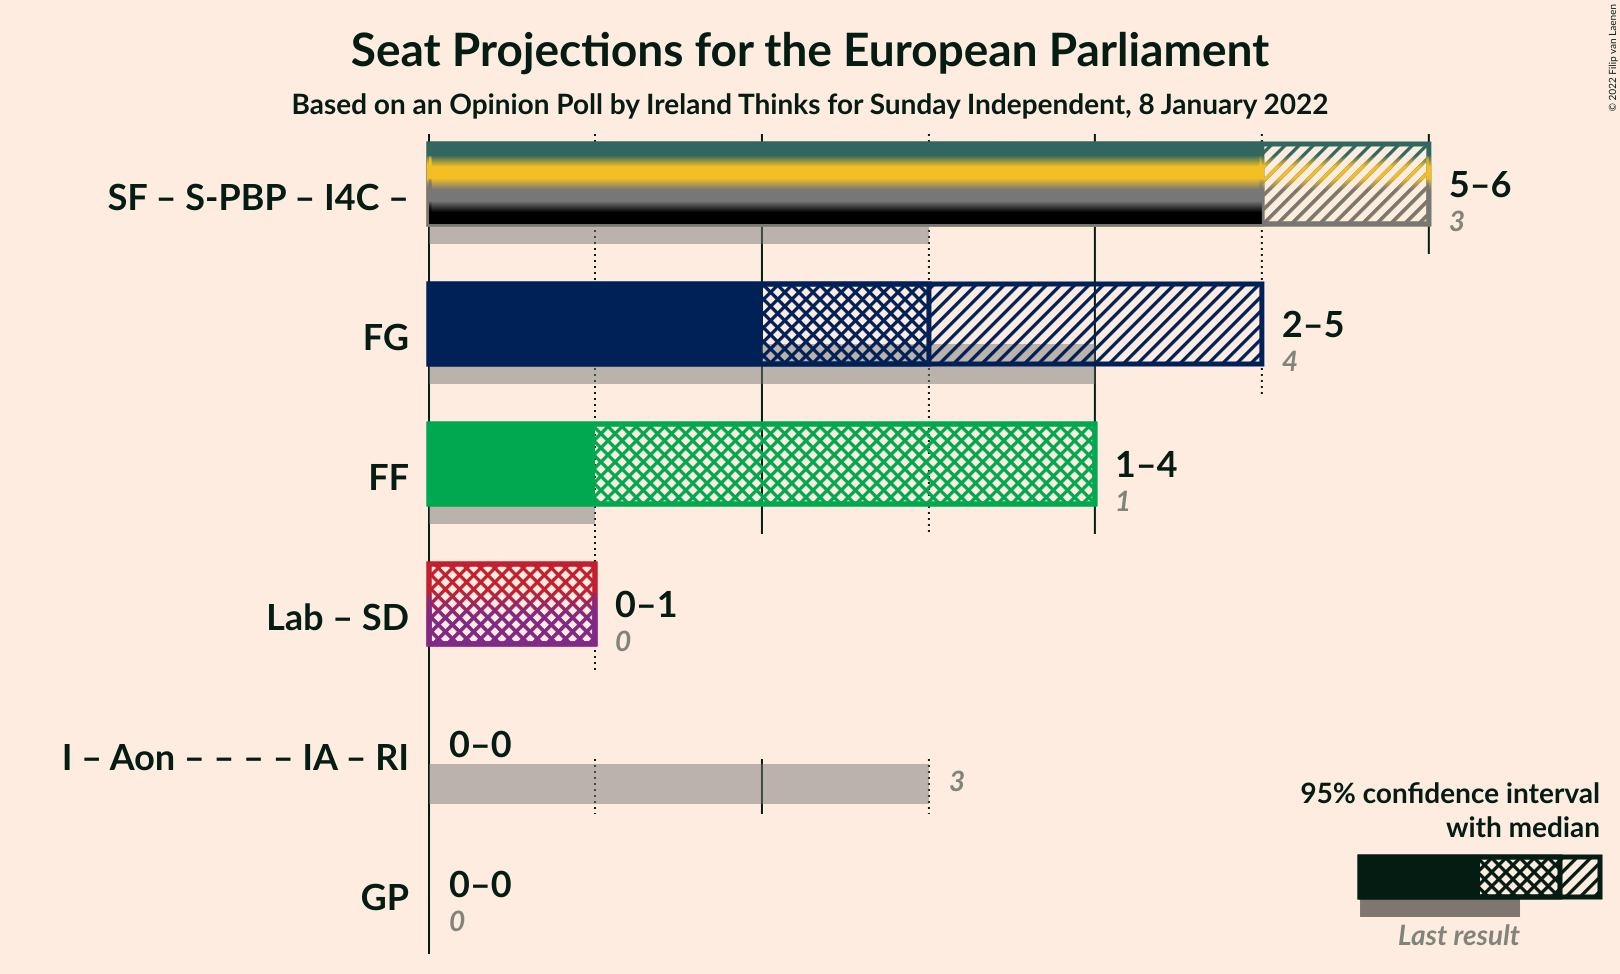 Seat Projections for the European Parliament
Based on an Opinion Poll by Ireland Thinks for Sunday Independent, 8 January 2022
© 2022 Filip van Laenen
SF – S-PBP – I4C –
5–6
3
FG
2–5
4
FF
1–4
1
Lab – SD
0–1
0
I – Aon – – – – IA – RI
0–0
3
GP
0–0
0
95% confidence interval
with median
Last result